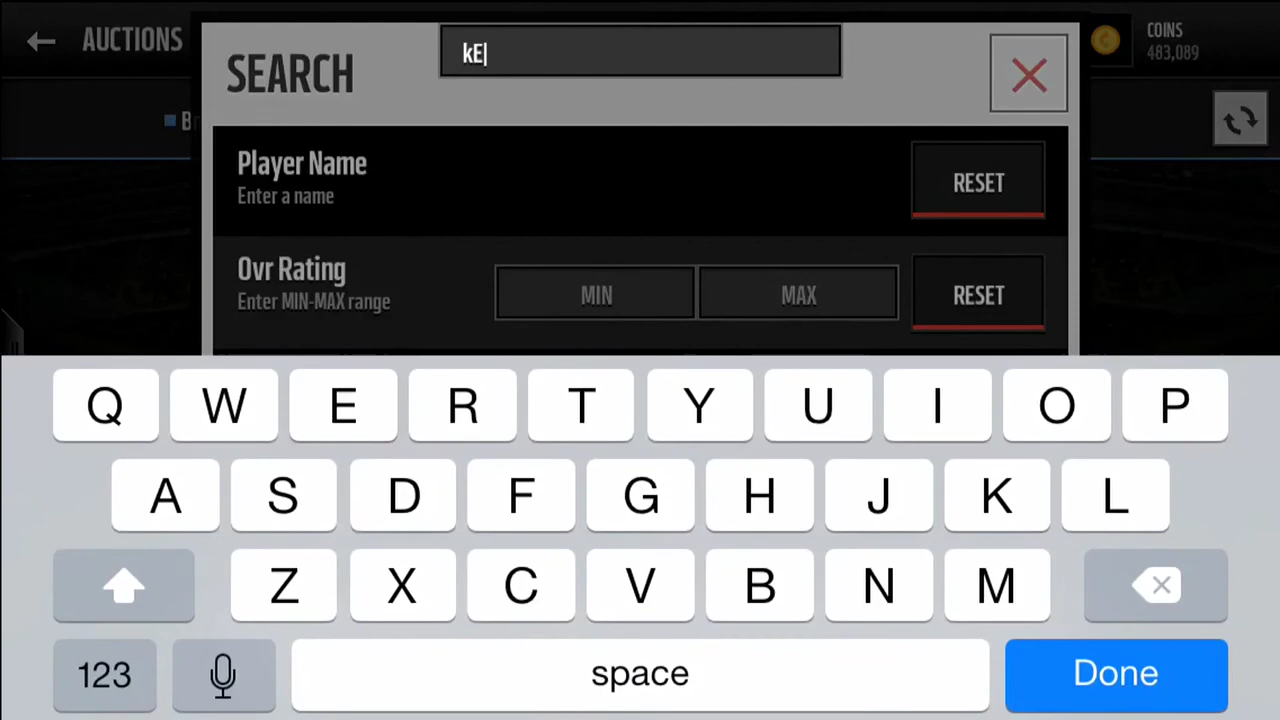 AUCTIONS
kE
COINS
483,089
SEARCH
B
Player Name
Enter a name
RESET
Ovr Rating
Enter MIN-MAX range
MIN
MAX
RESET
Q W E R T Y U I O P
A S D F G H J K L
Z X C V B N M
123
space
Done